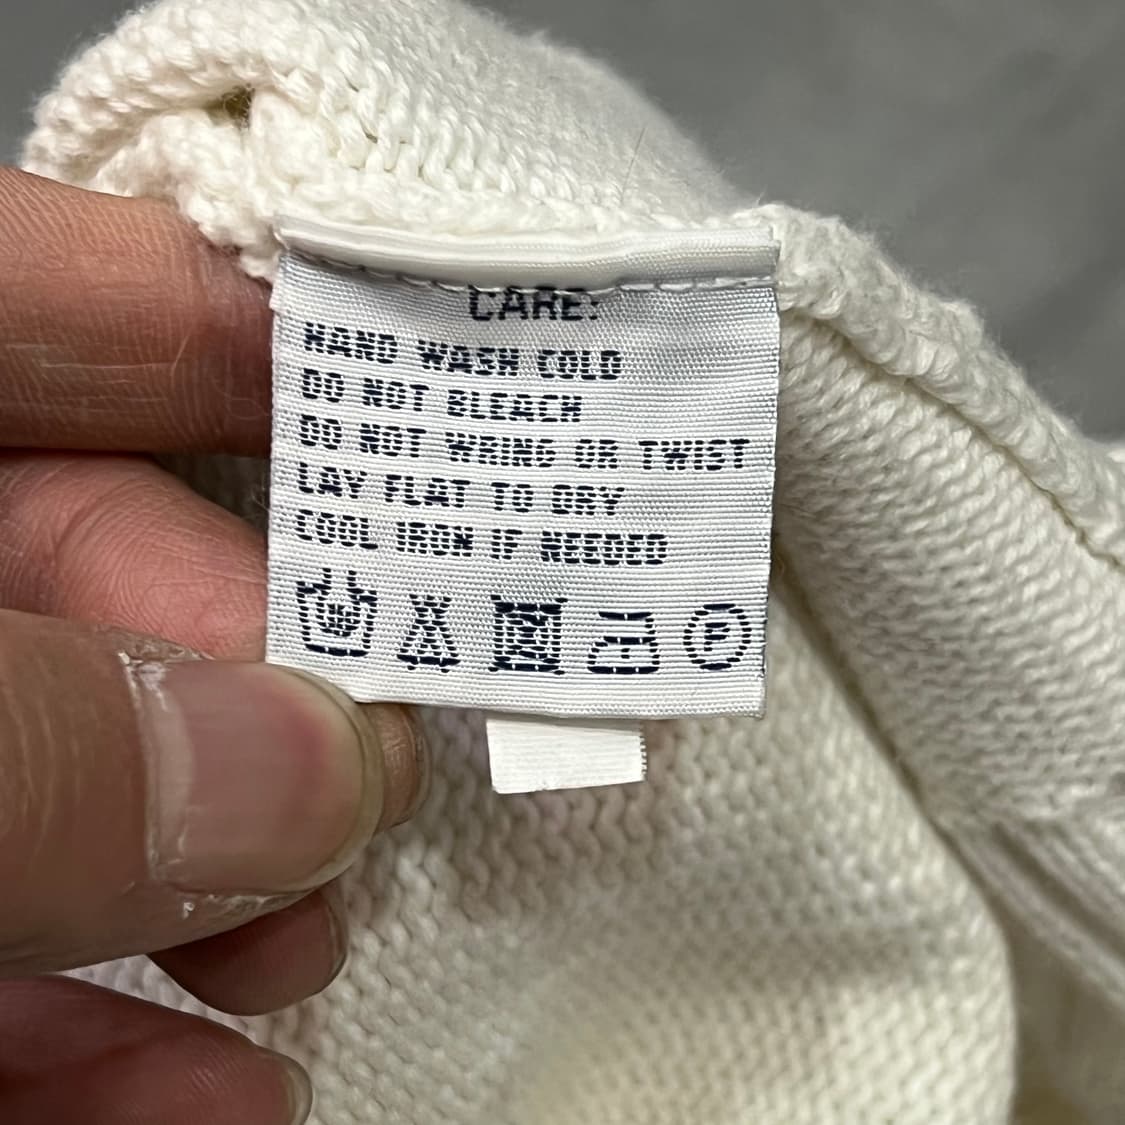 CARE:
HAND WASH COLD
DO NOT BLEACH
DO NOT WRING OR TWIST
LAY FLAT TO DRY
COOL IRON IF NEEDED
P